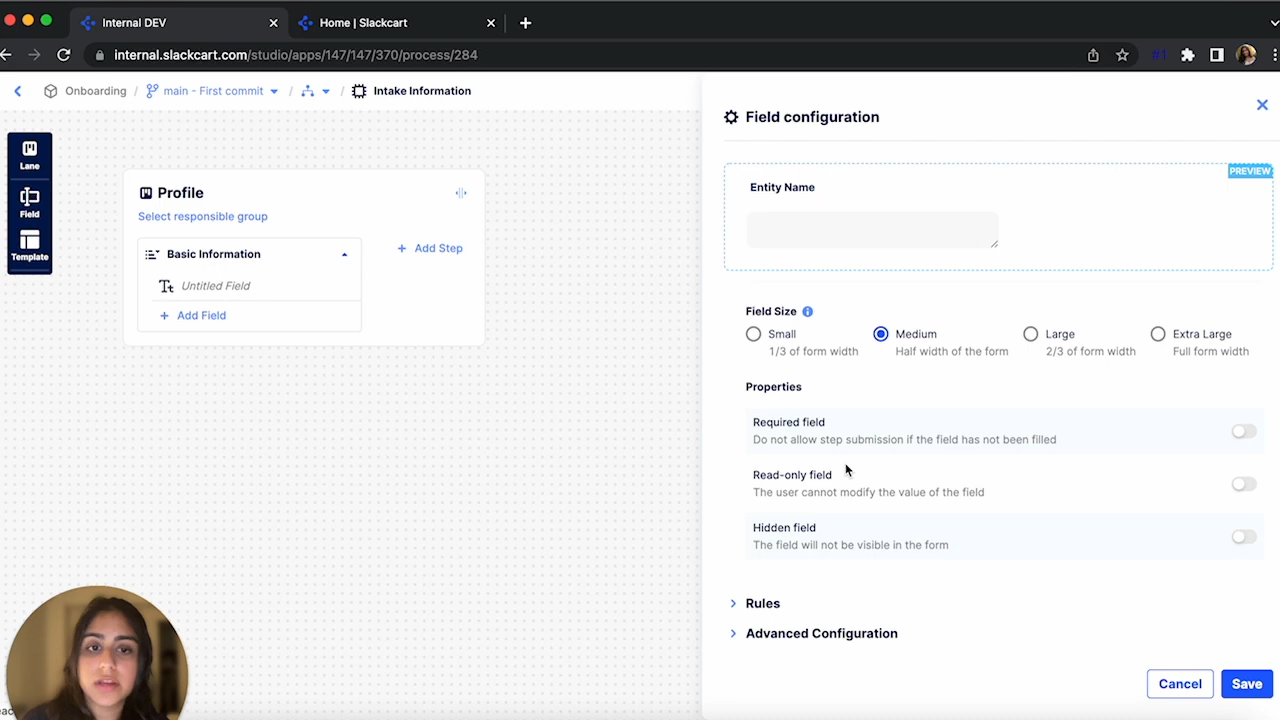 Internal DEV
Home | Slackcart
internal.slackcart.com/studio/apps/147/147/370/process/284
#1
Onboarding / main - First commit / / Intake Information
Lane
Field
Template
Profile
Select responsible group
Basic Information
Untitled Field
+ Add Field
+ Add Step
Field configuration
PREVIEW
Entity Name
Field Size
Small
1/3 of form width
Medium
Half width of the form
Large
2/3 of form width
Extra Large
Full form width
Properties
Required field
Do not allow step submission if the field has not been filled
Read-only field
The user cannot modify the value of the field
Hidden field
The field will not be visible in the form
Rules
Advanced Configuration
Cancel
Save